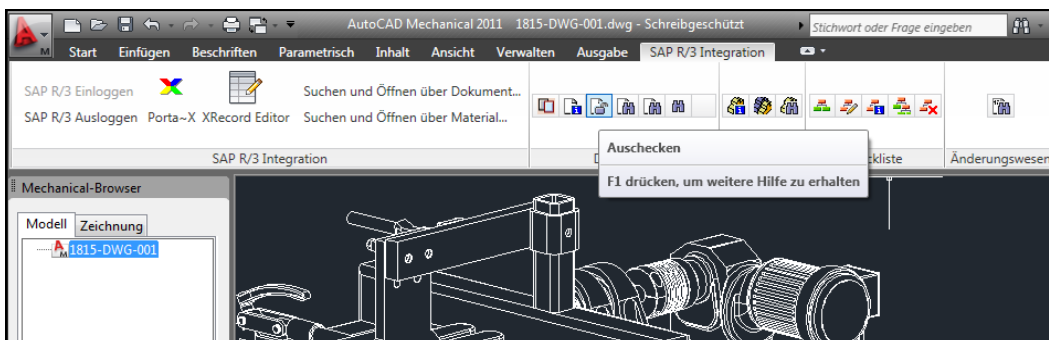 AutoCAD Mechanical 2011 1815-DWG-001.dwg - Schreibgeschützt
Stichwort oder Frage eingeben
M Start Einfügen Beschriften Parametrisch Inhalt Ansicht Verwalten Ausgabe SAP R/3 Integration
SAP R/3 Einloggen
Suchen und Öffnen über Dokument...
SAP R/3 Ausloggen Porta~X XRecord Editor Suchen und Öffnen über Material...
SAP R/3 Integration
D
kliste
Änderungswesen
Auschecken
F1 drücken, um weitere Hilfe zu erhalten
Mechanical-Browser
Modell Zeichnung
1815-DWG-001